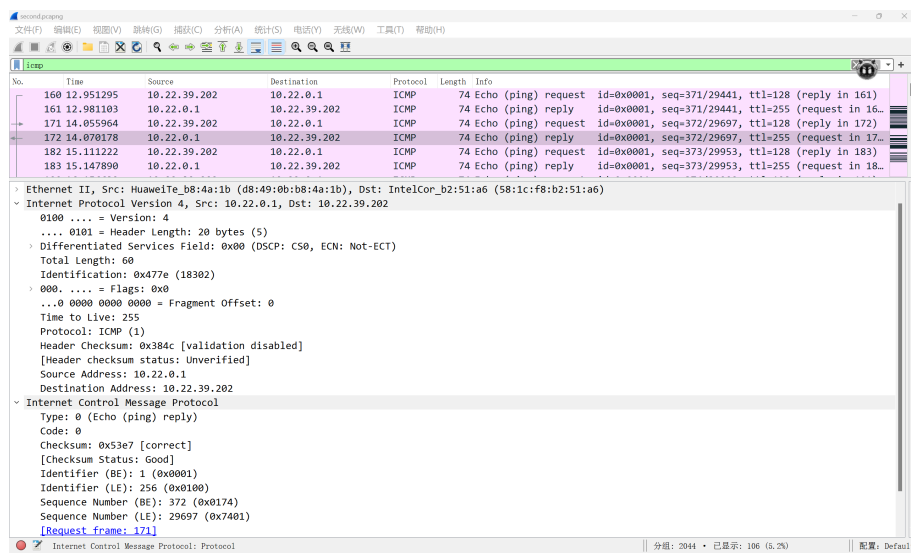 second.pcapng
文件(F) 编辑(E) 视图(V) 跳转(G) 捕获(C) 分析(A) 统计(S) 电话(Y) 无线(W) 工具(T) 帮助(H)
icmp
No. Time Source Destination Protocol Length Info
160 12.951295 10.22.39.202 10.22.0.1 ICMP 74 Echo (ping) request id=0x0001, seq=371/29441, ttl=128 (reply in 161)
161 12.981103 10.22.0.1 10.22.39.202 ICMP 74 Echo (ping) reply id=0x0001, seq=371/29441, ttl=255 (request in 16…
171 14.055964 10.22.39.202 10.22.0.1 ICMP 74 Echo (ping) request id=0x0001, seq=372/29697, ttl=128 (reply in 172)
172 14.070178 10.22.0.1 10.22.39.202 ICMP 74 Echo (ping) reply id=0x0001, seq=372/29697, ttl=255 (request in 17…
182 15.111222 10.22.39.202 10.22.0.1 ICMP 74 Echo (ping) request id=0x0001, seq=373/29953, ttl=128 (reply in 183)
183 15.147890 10.22.0.1 10.22.39.202 ICMP 74 Echo (ping) reply id=0x0001, seq=373/29953, ttl=255 (request in 18…
Ethernet II, Src: HuaweiTe_b8:4a:1b (d8:49:0b:b8:4a:1b), Dst: IntelCor_b2:51:a6 (58:1c:f8:b2:51:a6)
Internet Protocol Version 4, Src: 10.22.0.1, Dst: 10.22.39.202
0100 .... = Version: 4
.... 0101 = Header Length: 20 bytes (5)
Differentiated Services Field: 0x00 (DSCP: CS0, ECN: Not-ECT)
Total Length: 60
Identification: 0x477e (18302)
000. .... = Flags: 0x0
...0 0000 0000 0000 = Fragment Offset: 0
Time to Live: 255
Protocol: ICMP (1)
Header Checksum: 0x384c [validation disabled]
[Header checksum status: Unverified]
Source Address: 10.22.0.1
Destination Address: 10.22.39.202
Internet Control Message Protocol
Type: 0 (Echo (ping) reply)
Code: 0
Checksum: 0x53e7 [correct]
[Checksum Status: Good]
Identifier (BE): 1 (0x0001)
Identifier (LE): 256 (0x0100)
Sequence Number (BE): 372 (0x0174)
Sequence Number (LE): 29697 (0x7401)
[Request frame: 171]
Internet Control Message Protocol: Protocol 分组: 2044 • 已显示: 106 (5.2%) 配置: Defaul